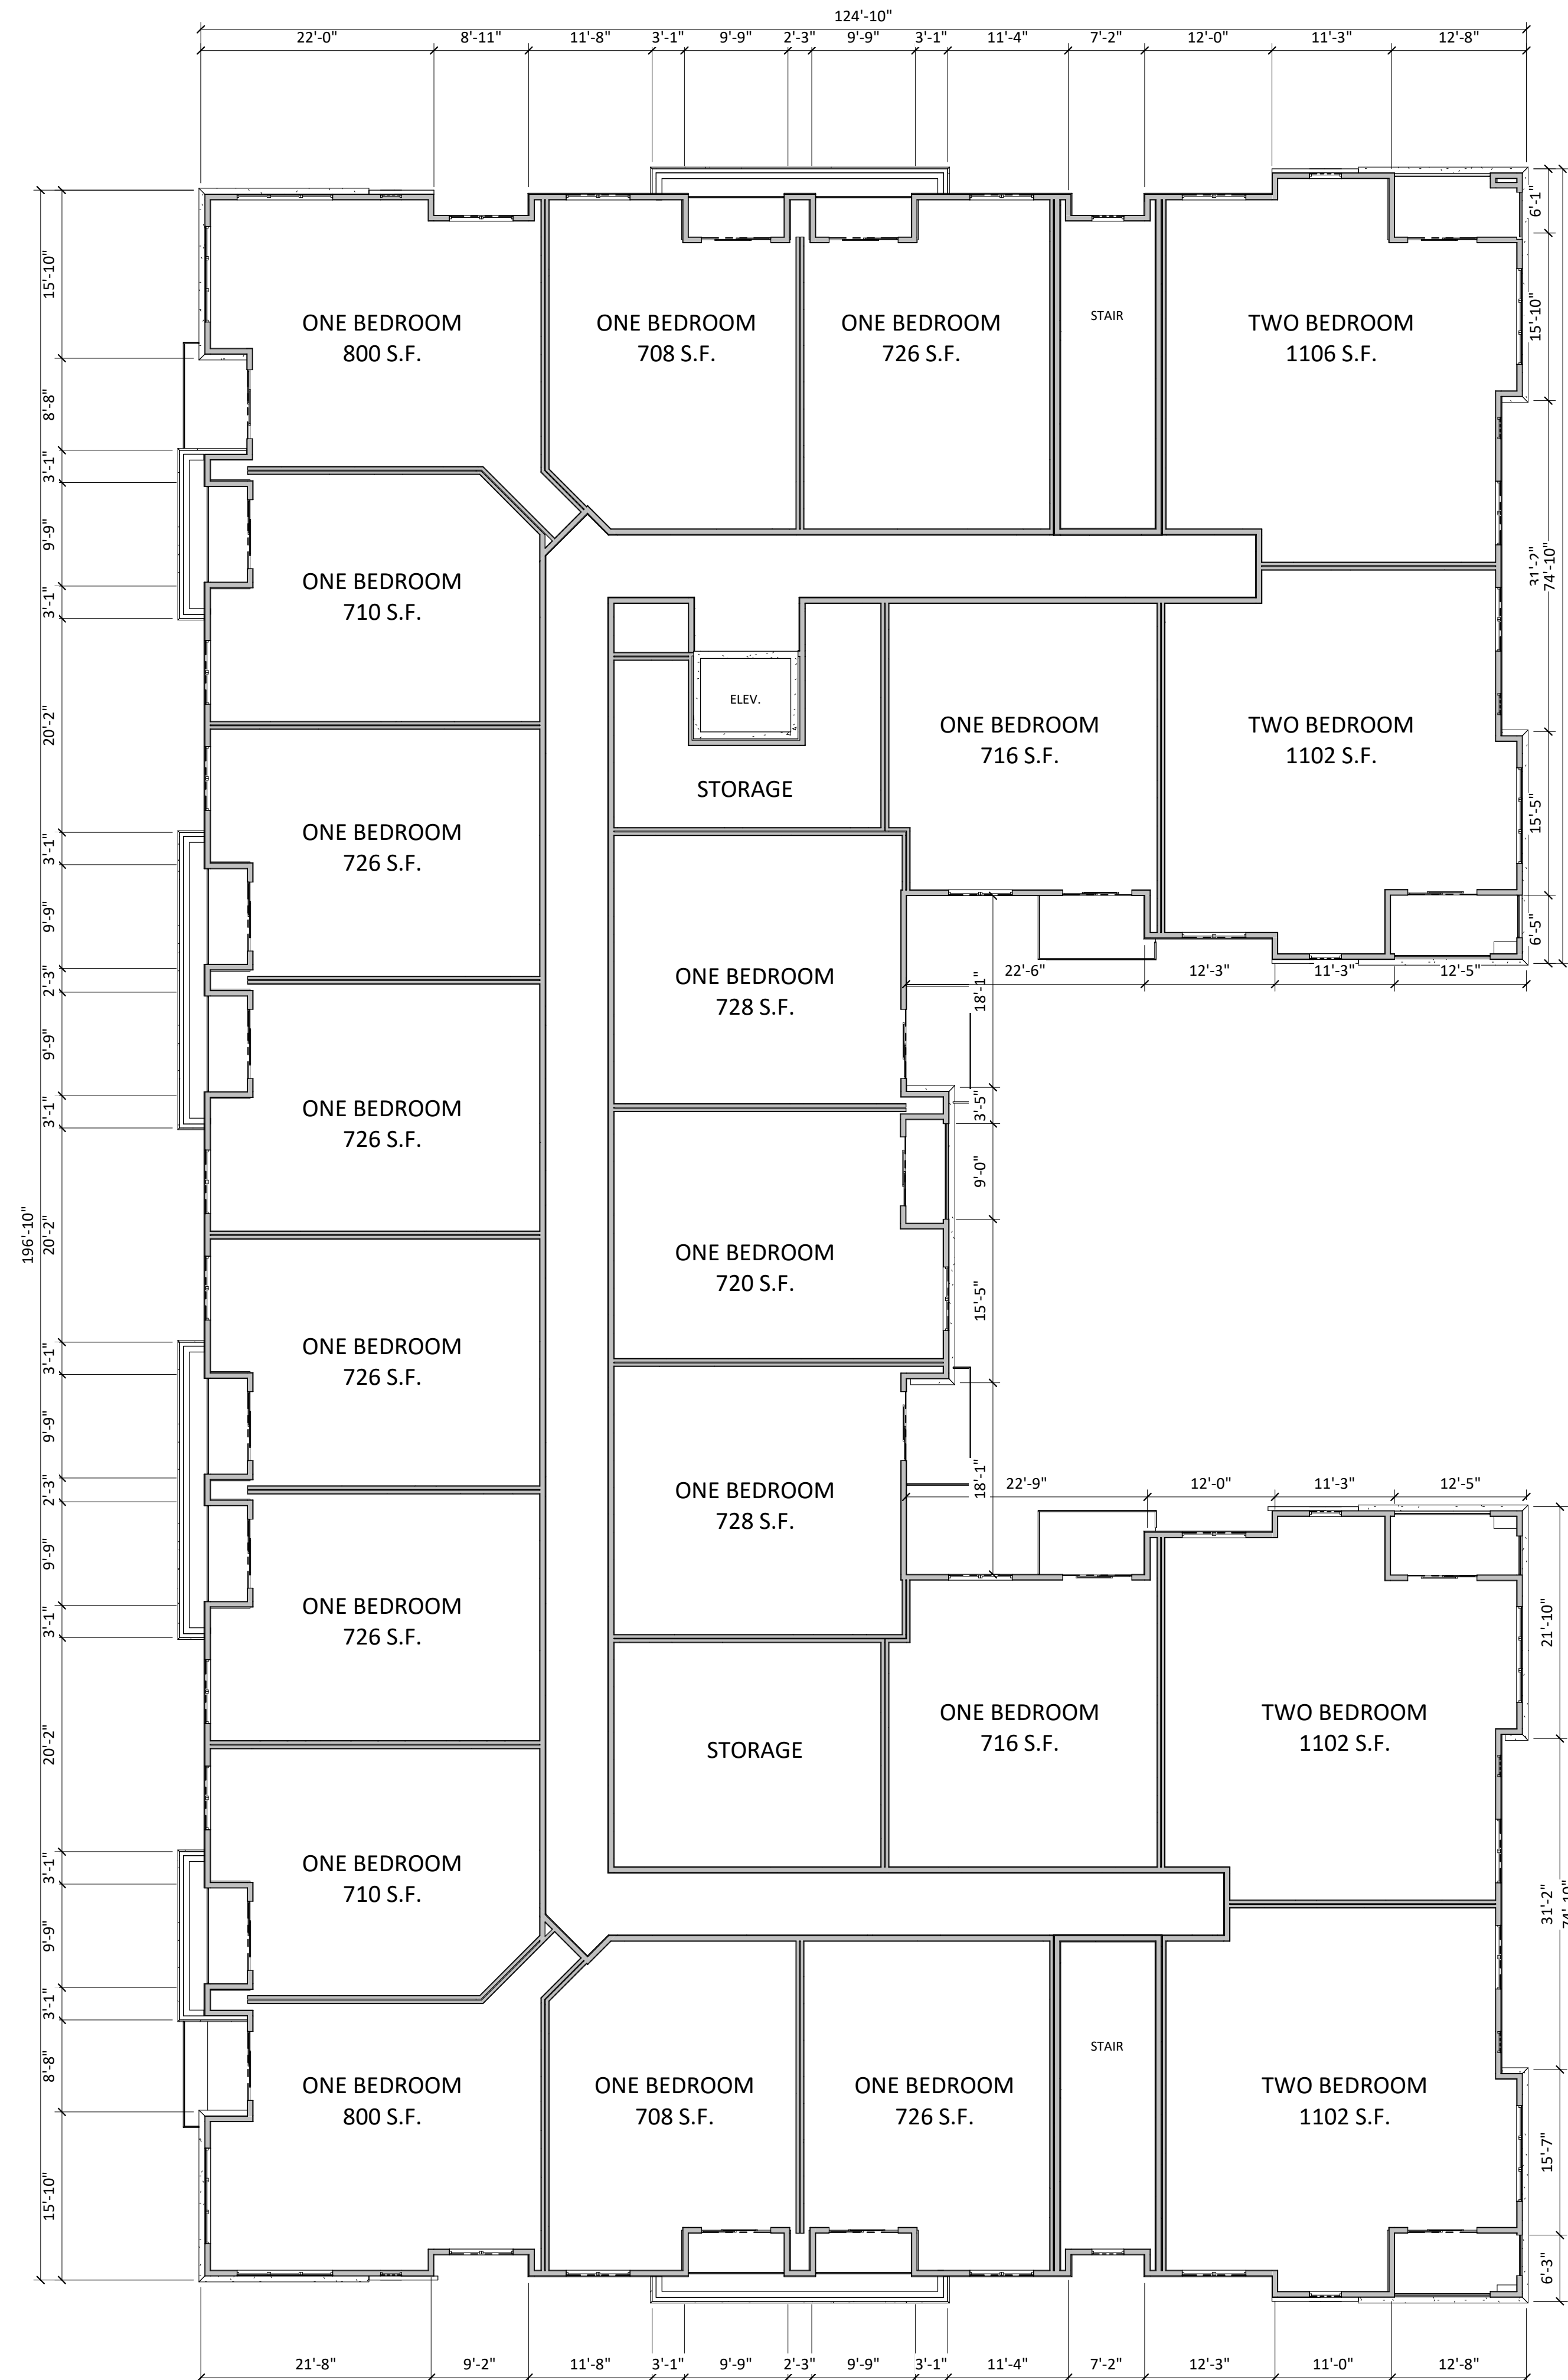 124'-10"
22'-0" 8'-11" 11'-8" 3'-1" 9'-9" 2'-3" 9'-9" 3'-1" 11'-4" 7'-2" 12'-0" 11'-3" 12'-8"
6'-1"
15'-10"
15'-10"
ONE BEDROOM
800 S.F.
ONE BEDROOM
708 S.F.
ONE BEDROOM
726 S.F.
STAIR
TWO BEDROOM
1106 S.F.
8'-8"
3'-1"
9'-9"
3'-1"
31'-2"
74'-10"
ONE BEDROOM
710 S.F.
20'-2"
ELEV.
STORAGE
ONE BEDROOM
716 S.F.
TWO BEDROOM
1102 S.F.
15'-5"
6'-5"
ONE BEDROOM
726 S.F.
3'-1"
9'-9"
2'-3"
9'-9"
3'-1"
ONE BEDROOM
728 S.F.
18'-1"
22'-6" 12'-3" 11'-3" 12'-5"
3'-5"
9'-0"
15'-5"
18'-1"
ONE BEDROOM
726 S.F.
196'-10"
20'-2"
ONE BEDROOM
720 S.F.
ONE BEDROOM
726 S.F.
3'-1"
9'-9"
2'-3"
9'-9"
3'-1"
ONE BEDROOM
728 S.F.
22'-9" 12'-0" 11'-3" 12'-5"
21'-10"
ONE BEDROOM
726 S.F.
20'-2"
STORAGE
ONE BEDROOM
716 S.F.
TWO BEDROOM
1102 S.F.
31'-2"
74'-10"
ONE BEDROOM
710 S.F.
3'-1"
9'-9"
3'-1"
8'-8"
15'-10"
STAIR
ONE BEDROOM
800 S.F.
ONE BEDROOM
708 S.F.
ONE BEDROOM
726 S.F.
TWO BEDROOM
1102 S.F.
15'-7"
6'-3"
21'-8" 9'-2" 11'-8" 3'-1" 9'-9" 2'-3" 9'-9" 3'-1" 11'-4" 7'-2" 12'-3" 11'-0" 12'-8"